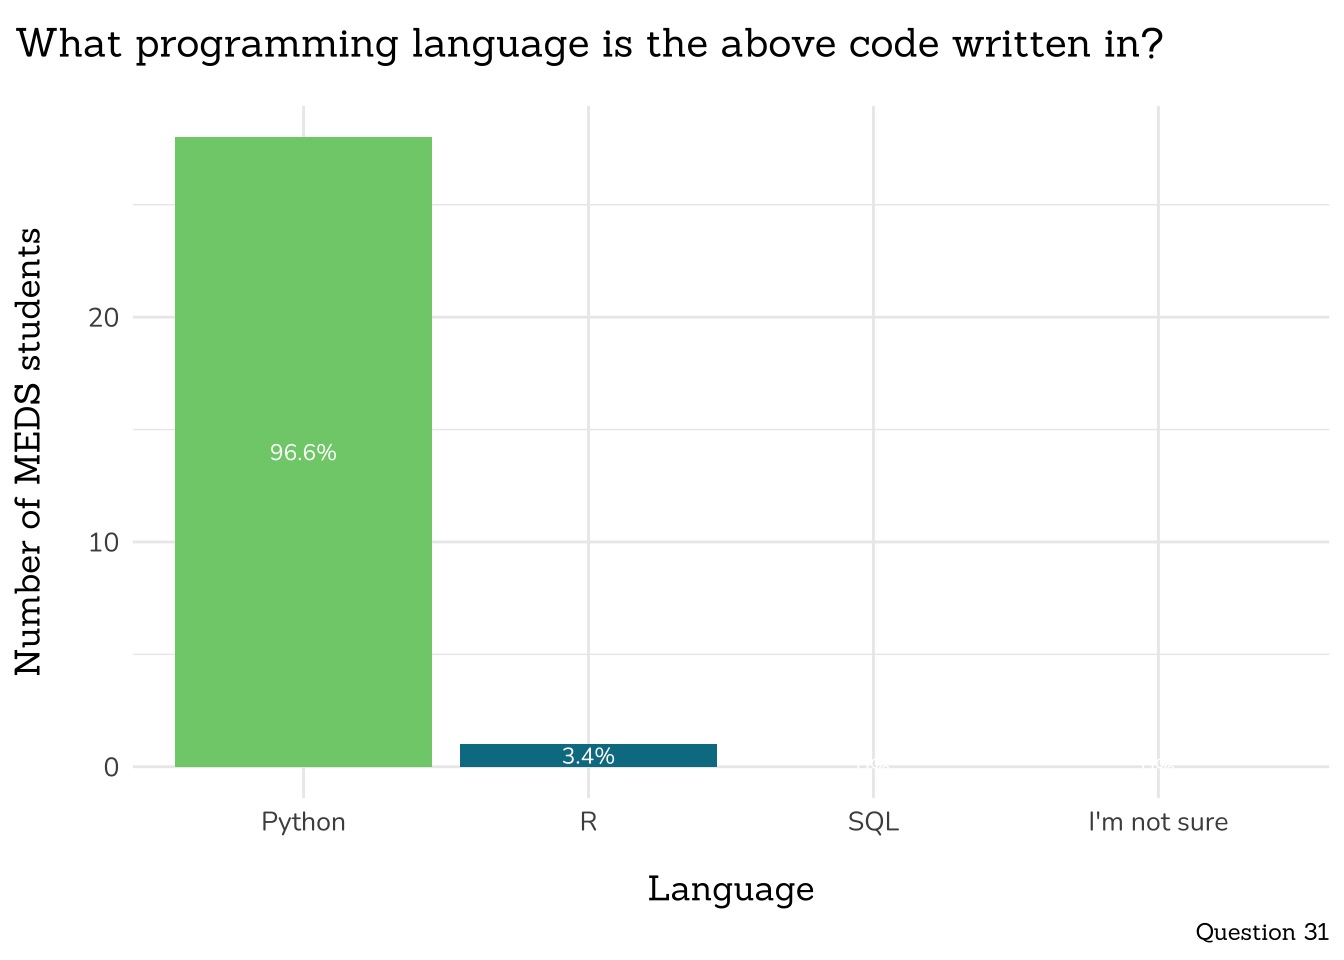 What programming language is the above code written in?
Number of MEDS students
20
10
0
96.6%
3.4%
Python
R
SQL
I'm not sure
Language
Question 31